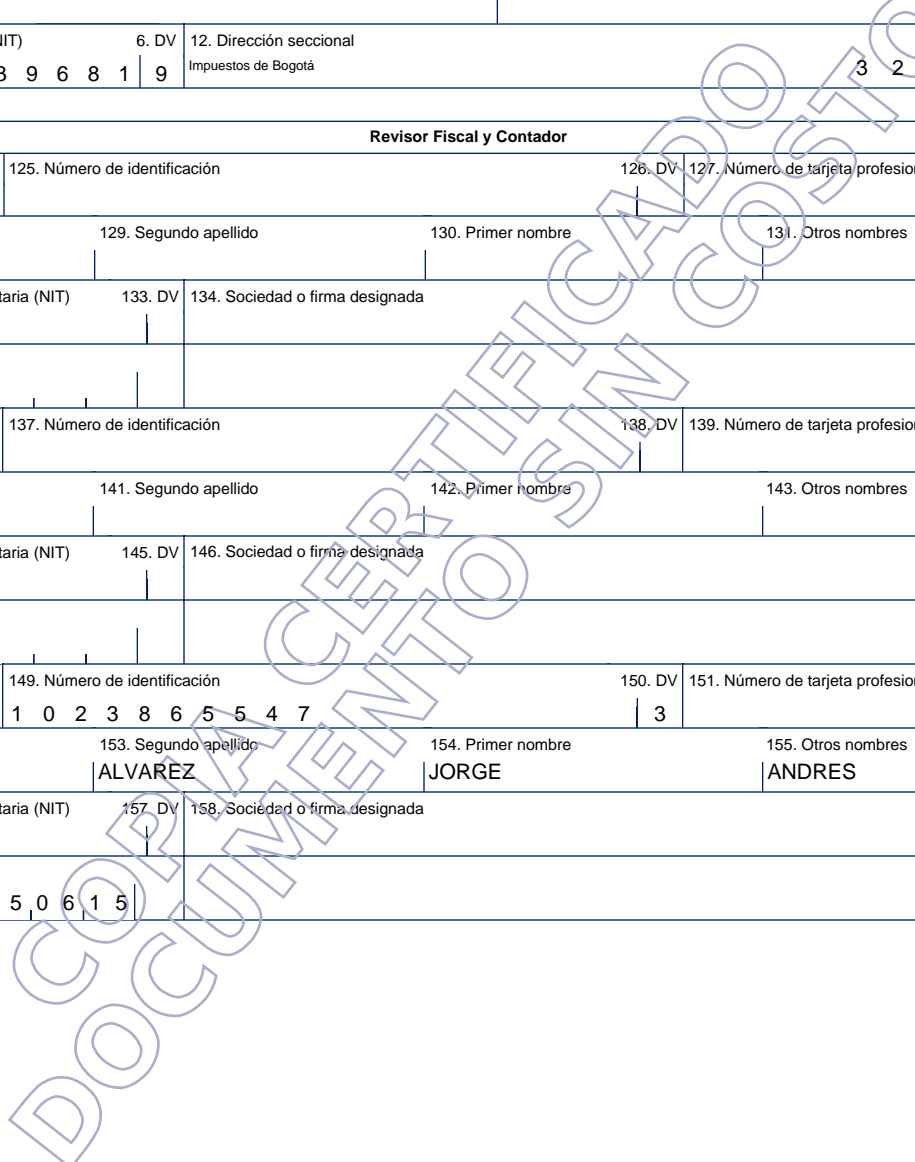 NIT) 6. DV 12. Dirección seccional
9 6 8 1 9 Impuestos de Bogotá 3 2
Revisor Fiscal y Contador
125. Número de identificación 126. DV 127. Número de tarjeta profesion
129. Segundo apellido 130. Primer nombre 131. Otros nombres
taria (NIT) 133. DV 134. Sociedad o firma designada
137. Número de identificación 138. DV 139. Número de tarjeta profesion
141. Segundo apellido 142. Primer nombre 143. Otros nombres
taria (NIT) 145. DV 146. Sociedad o firma designada
149. Número de identificación 150. DV 151. Número de tarjeta profesion
1 0 2 3 8 6 5 5 4 7 3
153. Segundo apellido 154. Primer nombre 155. Otros nombres
ALVAREZ JORGE ANDRES
taria (NIT) 157. DV 158. Sociedad o firma designada
5 0 6 1 5
COPIA CERTIFICADO
DOCUMENTO SIN COSTO